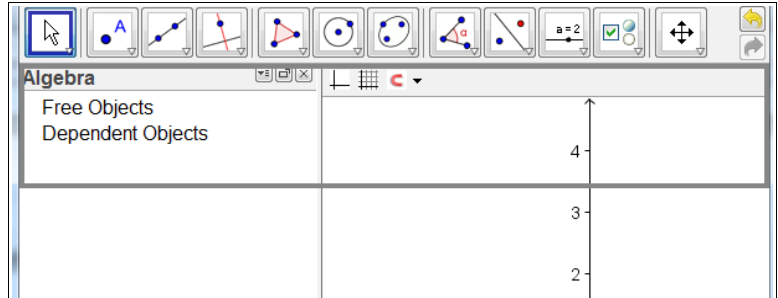 A
α
a=2
Algebra
Free Objects
Dependent Objects
4
3
2